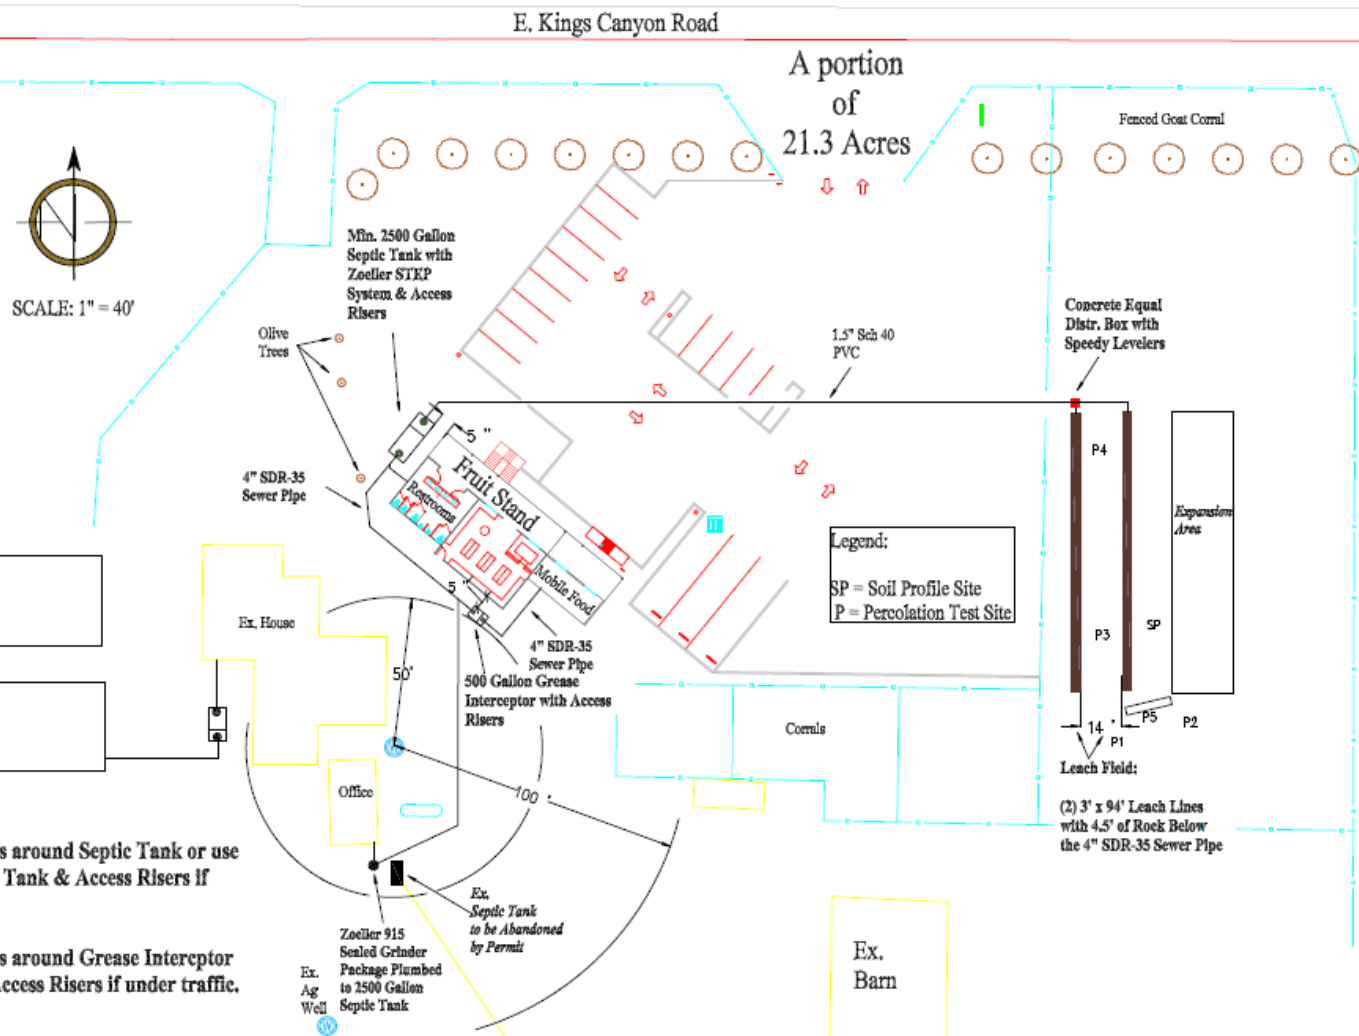 E. Kings Canyon Road
A portion
of
21.3 Acres
Fenced Goat Corral
SCALE: 1" = 40'
Min. 2500 Gallon
Septic Tank with
Zoeller STEP
System & Access
Risers
Olive
Trees
1.5" Sch 40
PVC
Concrete Equal
Distr. Box with
Speedy Levelers
5 "
4" SDR-35
Sewer Pipe
Fruit Stand
Restrooms
Mobile Food
5 "
P4
Expansion
Area
Legend:
SP = Soil Profile Site
P = Percolation Test Site
P3
SP
Ex. House
50'
4" SDR-35
Sewer Pipe
500 Gallon Grease
Interceptor with Access
Risers
Corrals
14 '
P5
P2
P1
Leach Field:
(2) 3' x 94' Leach Lines
with 4.5' of Rock Below
the 4" SDR-35 Sewer Pipe
Office
100 '
W
s around Septic Tank or use
Tank & Access Risers if
Ex.
Septic Tank
to be Abandoned
by Permit
Zoeller 915
Sealed Grinder
Package Plumbed
to 2500 Gallon
Septic Tank
s around Grease Intercptor
Access Risers if under traffic.
Ex.
Ag
Well
W
Ex.
Barn